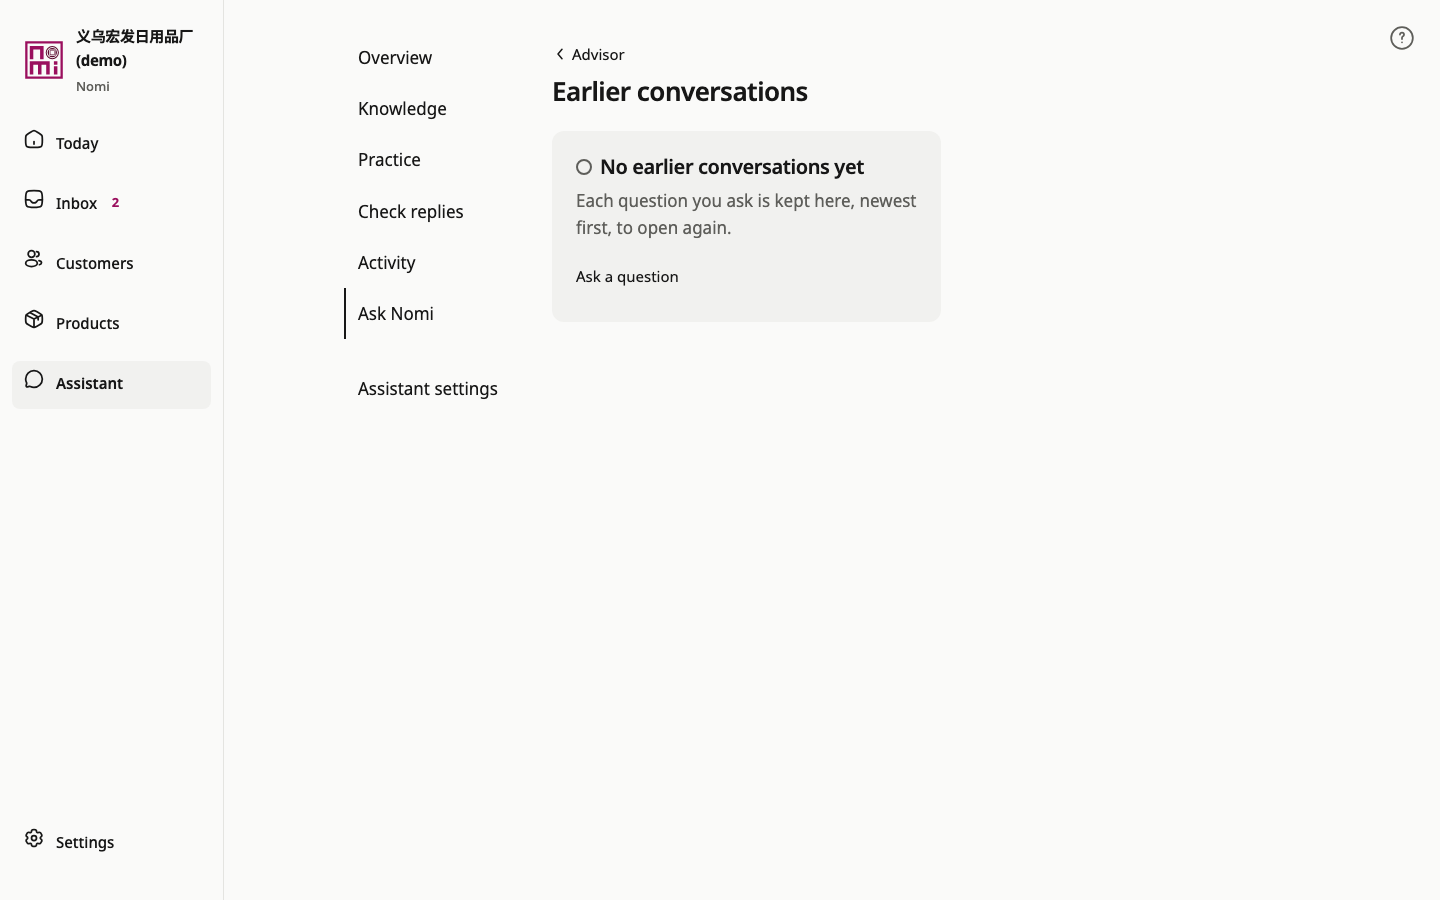 义乌宏发日用品厂
(demo)
Nomi
Today
Inbox 2
Customers
Products
Assistant
Settings
Overview
Knowledge
Practice
Check replies
Activity
Ask Nomi
Assistant settings
Advisor
Earlier conversations
No earlier conversations yet
Each question you ask is kept here, newest
first, to open again.
Ask a question